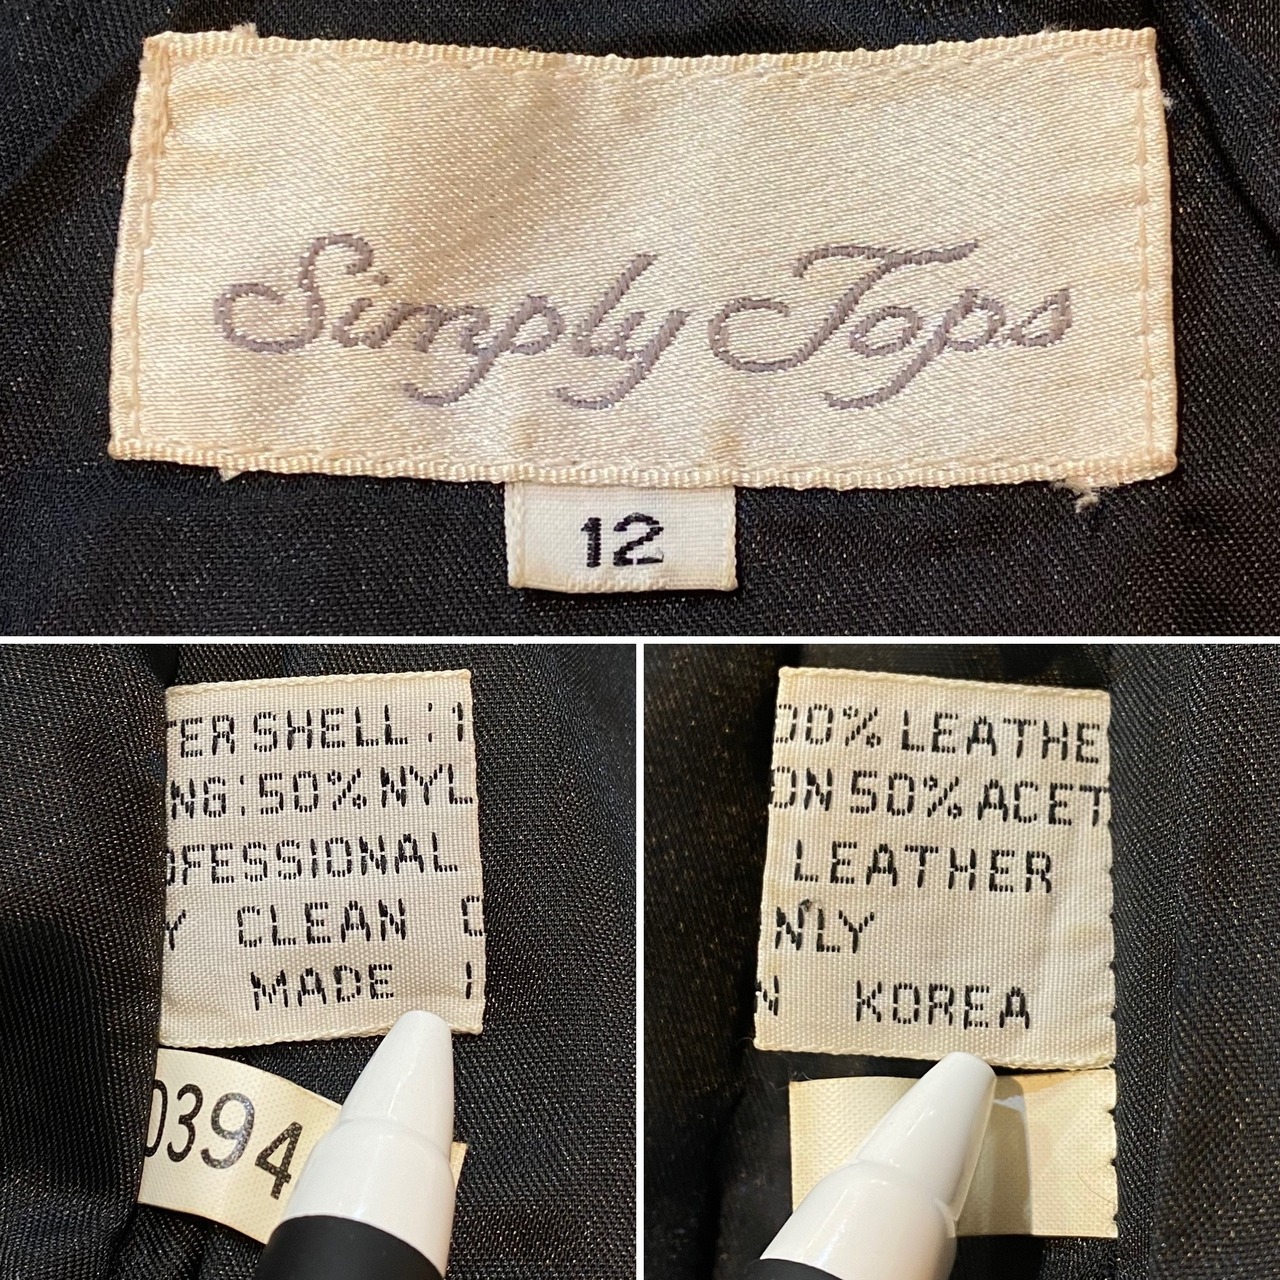 Simply Tops
12
TER SHELL : 1
NG: 50% NYL
OFESSIONAL
Y CLEAN O
MADE I
0394
00% LEATHE
ON 50% ACET
LEATHER
NLY
N KOREA